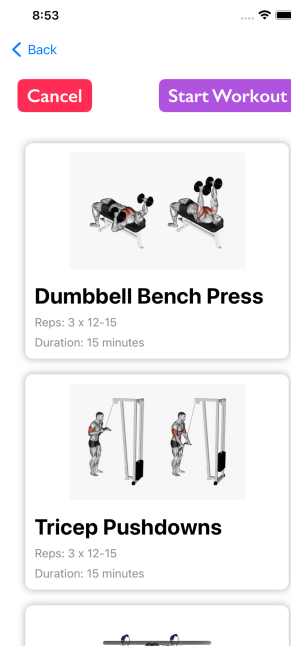 8:53
Back
Cancel
Start Workout
Dumbbell Bench Press
Reps: 3 x 12-15
Duration: 15 minutes
Tricep Pushdowns
Reps: 3 x 12-15
Duration: 15 minutes